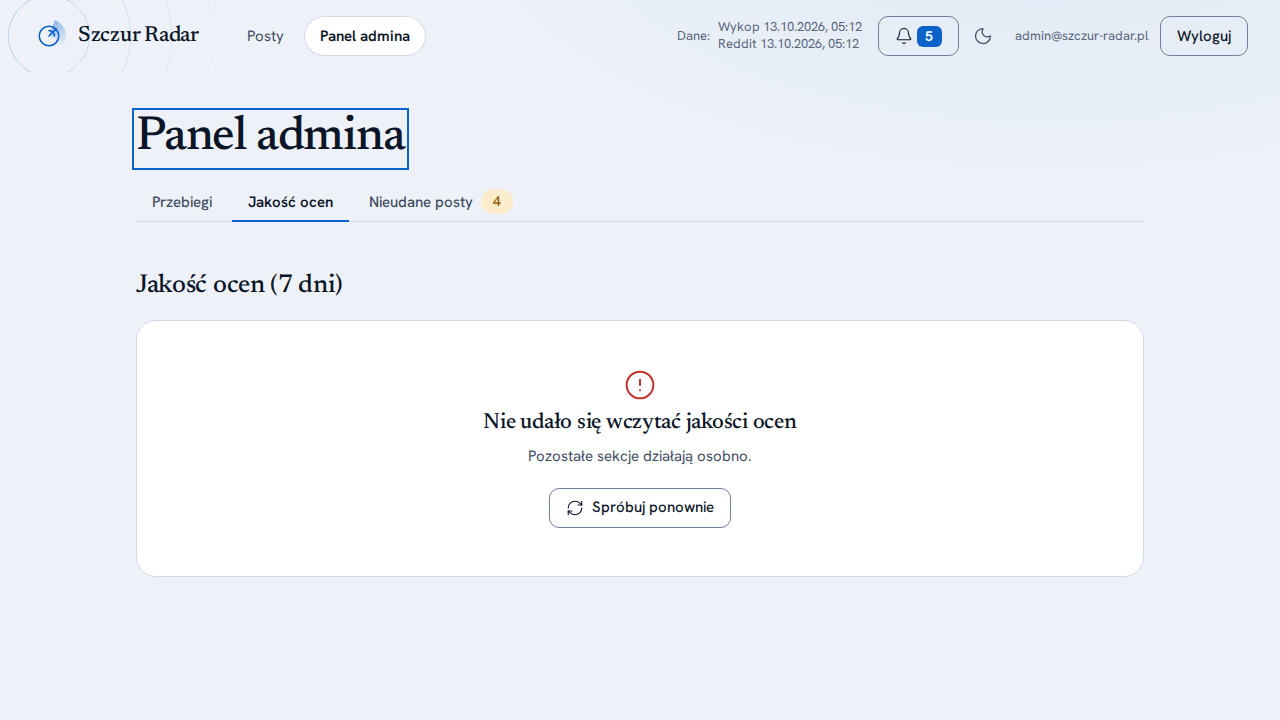 Szczur Radar
Posty
Panel admina
Dane:
Wykop 13.10.2026, 05:12
Reddit 13.10.2026, 05:12
5
admin@szczur-radar.pl
Wyloguj
Panel admina
Przebiegi
Jakość ocen
Nieudane posty 4
Jakość ocen (7 dni)
Nie udało się wczytać jakości ocen
Pozostałe sekcje działają osobno.
Spróbuj ponownie